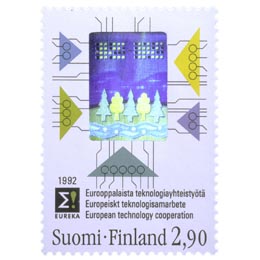 1992
Σ!
EUREKA
Eurooppalaista teknologiayhteistyötä
Europeiskt teknologisamarbete
European technology cooperation
Suomi·Finland 2,90